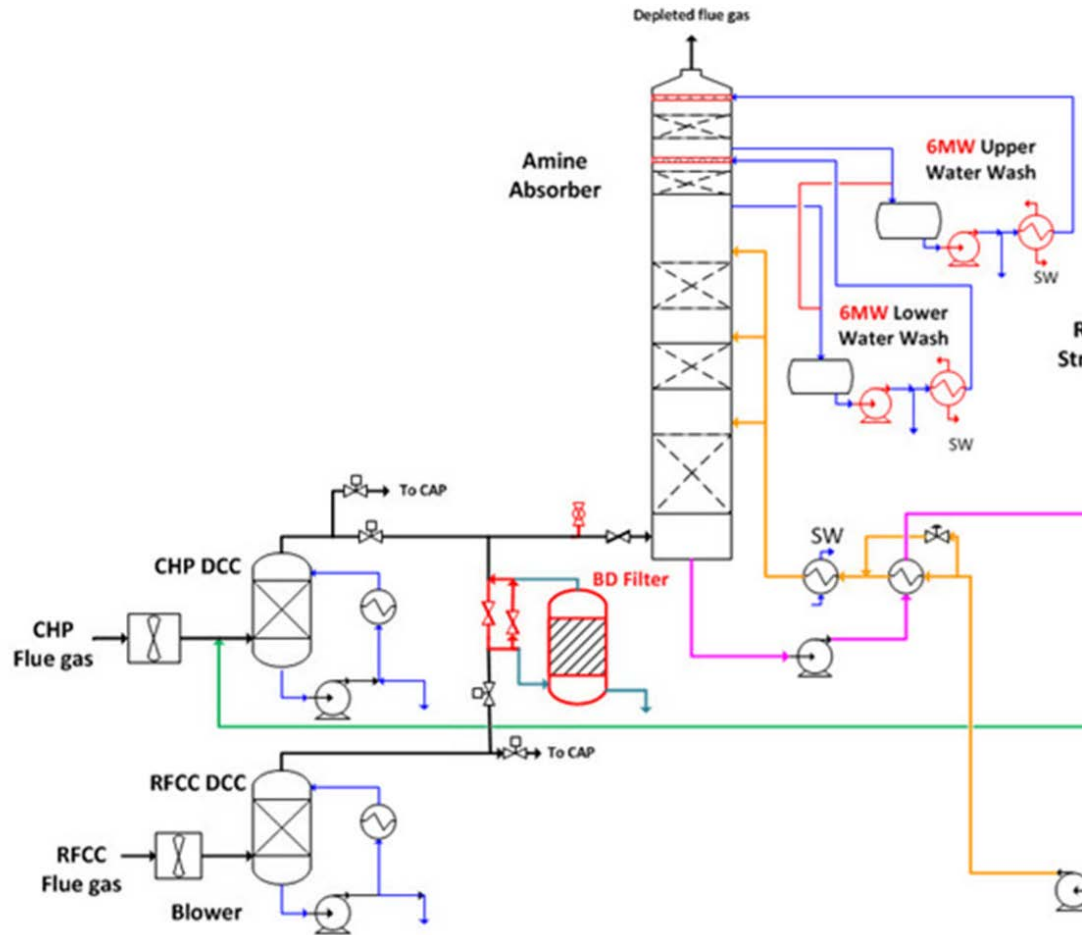 Depleted flue gas
Amine
Absorber
6MW Upper
Water Wash
SW
6MW Lower
Water Wash
SW
R
Str
To CAP
CHP DCC
SW
BD Filter
CHP
Flue gas
To CAP
RFCC DCC
RFCC
Flue gas
Blower